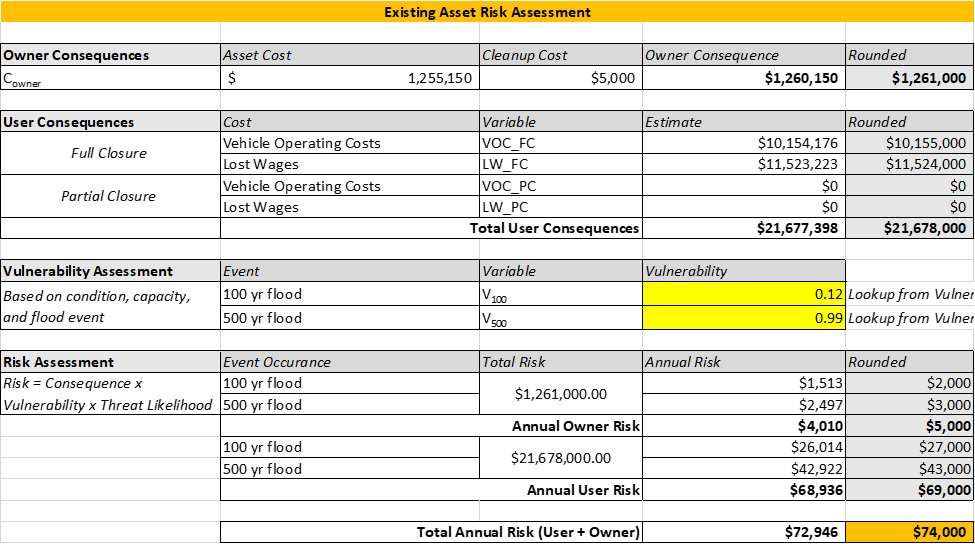 Existing Asset Risk Assessment
Owner Consequences Asset Cost Cleanup Cost Owner Consequence Rounded
Cowner $ 1,255,150 $5,000 $1,260,150 $1,261,000
User Consequences Cost Variable Estimate Rounded
Full Closure Vehicle Operating Costs VOC_FC $10,154,176 $10,155,000
Lost Wages LW_FC $11,523,223 $11,524,000
Partial Closure Vehicle Operating Costs VOC_PC $0 $0
Lost Wages LW_PC $0 $0
Total User Consequences $21,677,398 $21,678,000
Vulnerability Assessment Event Variable Vulnerability
Based on condition, capacity, 100 yr flood V100 0.12 Lookup from Vulner
and flood event 500 yr flood V500 0.99 Lookup from Vulner
Risk Assessment Event Occurance Total Risk Annual Risk Rounded
Risk = Consequence x 100 yr flood $1,261,000.00 $1,513 $2,000
Vulnerability x Threat Likelihood 500 yr flood $2,497 $3,000
Annual Owner Risk $4,010 $5,000
100 yr flood $21,678,000.00 $26,014 $27,000
500 yr flood $42,922 $43,000
Annual User Risk $68,936 $69,000
Total Annual Risk (User + Owner) $72,946 $74,000